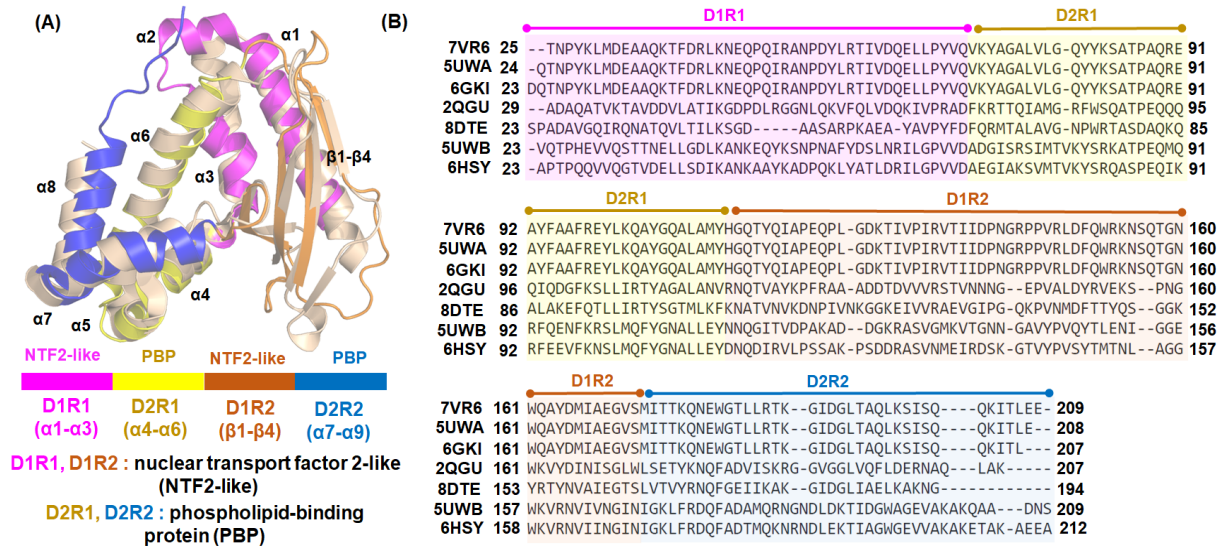 (A)
α2
α1
α6
α3
β1-β4
α8
α4
α7
α5
NTF2-like PBP NTF2-like PBP
D1R1 D2R1 D1R2 D2R2
(α1-α3) (α4-α6) (β1-β4) (α7-α9)
D1R1, D1R2 : nuclear transport factor 2-like
(NTF2-like)
D2R1, D2R2 : phospholipid-binding
protein (PBP)
(B)
D1R1 D2R1
7VR6 25 --TNPYKLMDEAAQKTFDRLKNEQPQIRANPDYLRTIVDQELLPYVQVKYAGALVLG-QYYKSATPAQRE 91
5UWA 24 -QTNPYKLMDEAAQKTFDRLKNEQPQIRANPDYLRTIVDQELLPYVQVKYAGALVLG-QYYKSATPAQRE 91
6GKI 23 DQTNPYKLMDEAAQKTFDRLKNEQPQIRANPDYLRTIVDQELLPYVQVKYAGALVLG-QYYKSATPAQRE 91
2QGU 29 --ADAQATVKTAVDDVLATIKGDPDLRGGNLQKVFQLVDQKIVPRADFKRTTQIAMG-RFWSQATPEQQQ 95
8DTE 23 SPADAVGQIRQNATQVLTILKSGD-----AASARPKAEA-YAVPYFDFQRMTALAVG-NPWRTASDAQKQ 85
5UWB 23 -VQTPHEVVQSTTNELLGDLKANKEQYKSNPNAFYDSLNRILGPVVDADGISRSIMTVKYSRKATPEQMQ 91
6HSY 23 -APTPQQVVQGTVDELLSDIKANKAAYKADPQKLYATLDRILGPVVDAEGIAKSVMTVKYSRQASPEQIK 91
D2R1 D1R2
7VR6 92 AYFAAFREYLKQAYGQALAMYHGQTYQIAPEQPL-GDKTIVPIRVTIIDPNGRPPVRLDFQWRKNSQTGN 160
5UWA 92 AYFAAFREYLKQAYGQALAMYHGQTYQIAPEQPL-GDKTIVPIRVTIIDPNGRPPVRLDFQWRKNSQTGN 160
6GKI 92 AYFAAFREYLKQAYGQALAMYHGQTYQIAPEQPL-GDKTIVPIRVTIIDPNGRPPVRLDFQWRKNSQTGN 160
2QGU 96 QIQDGFKSLLIRTYAGALANVRNQTVAYKPFRAA-ADDTDVVVRSTVNNNG--EPVALDYRVEKS--PNG 160
8DTE 86 ALAKEFQTLLIRTYSGTMLKFKNATVNVKDNPIVNKGGKEIVVRAEVGIPG-QKPVNMDFTTYQS--GGK 152
5UWB 92 RFQENFKRSLMQFYGNALLEYNNQGITVDPAKAD--DGKRASVGMKVTGNN-GAVYPVQYTLENI--GGE 156
6HSY 92 RFEEVFKNSLMQFYGNALLEYDNQDIRVLPSSAK-PSDDRASVNMEIRDSK-GTVYPVSYTMTNL-AGG 157
D1R2 D2R2
7VR6 161 WQAYDMIAEGVSMITTKQNEWGTLLRTK--GIDGLTAQLKSISQ----QKITLEE- 209
5UWA 161 WQAYDMIAEGVSMITTKQNEWGTLLRTK--GIDGLTAQLKSISQ----QKITLEE- 208
6GKI 161 WQAYDMIAEGVSMITTKQNEWGTLLRTK--GIDGLTAQLKSISQ----QKITL--- 207
2QGU 161 WKVYDINISGLWLSETYKNQFADVISKRG-GVGGLVQFLDERNAQ---LAK----- 207
8DTE 153 YRTYNVAIEGTSLVTVYRNQFGEIIKAK--GIDGLIAELKAKNG------------ 194
5UWB 157 WKVRNVIVNGINIGKLFRDQFADAMQRNGNDLDKTIDGWAGEVAKAKQAA--DNS 209
6HSY 158 WKVRNVIINGINIGKLFRDQFADTMQKNRNDLEKTIAGWGEVAKAKETAK-AEEA 212